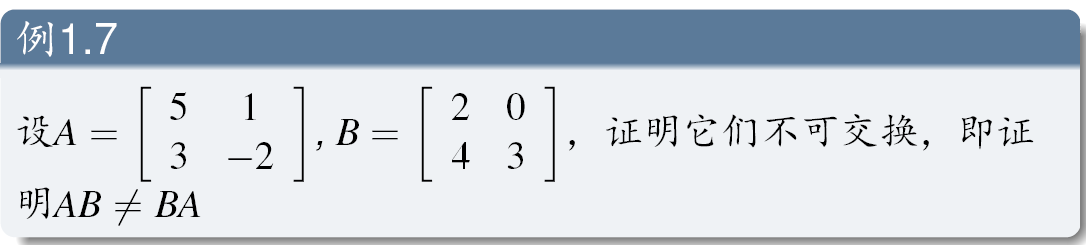 例1.7
设A = [ 5 1 ; 3 −2 ], B = [ 2 0 ; 4 3 ]，证明它们不可交换，即证
明AB ≠ BA